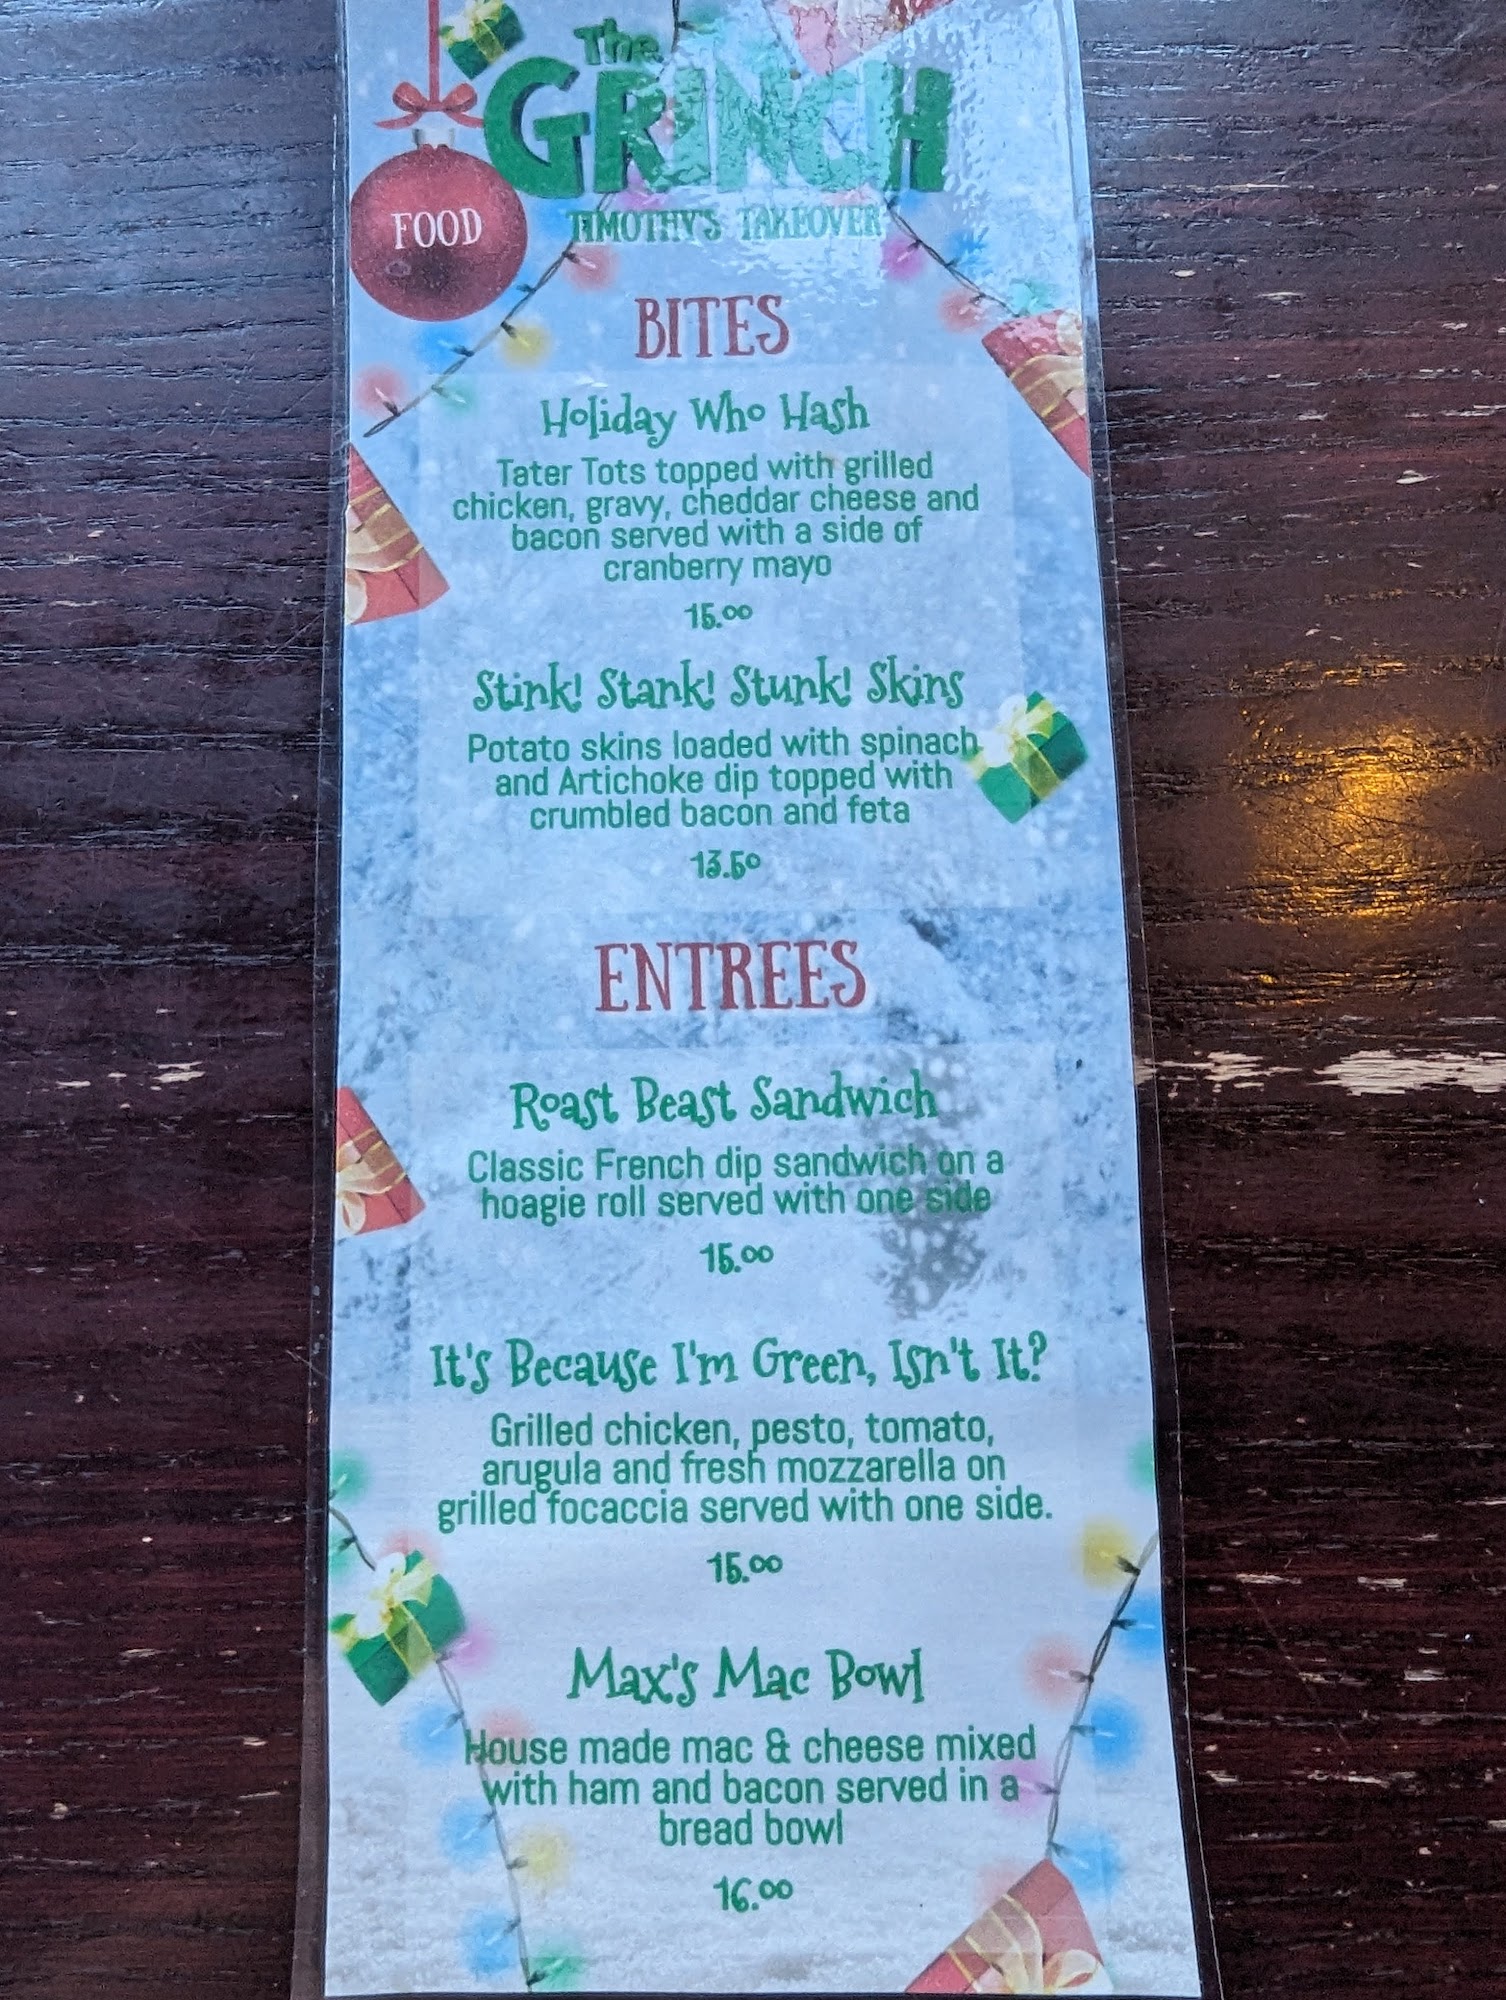 The
GRINCH
FOOD
TIMOTHY'S TAKEOVER
BITES
Holiday Who Hash
Tater Tots topped with grilled
chicken, gravy, cheddar cheese and
bacon served with a side of
cranberry mayo
15.00
Stink! Stank! Stunk! Skins
Potato skins loaded with spinach
and Artichoke dip topped with
crumbled bacon and feta
13.50
ENTREES
Roast Beast Sandwich
Classic French dip sandwich on a
hoagie roll served with one side
15.00
It's Because I'm Green, Isn't It?
Grilled chicken, pesto, tomato,
arugula and fresh mozzarella on
grilled focaccia served with one side.
15.00
Max's Mac Bowl
House made mac & cheese mixed
with ham and bacon served in a
bread bowl
16.00